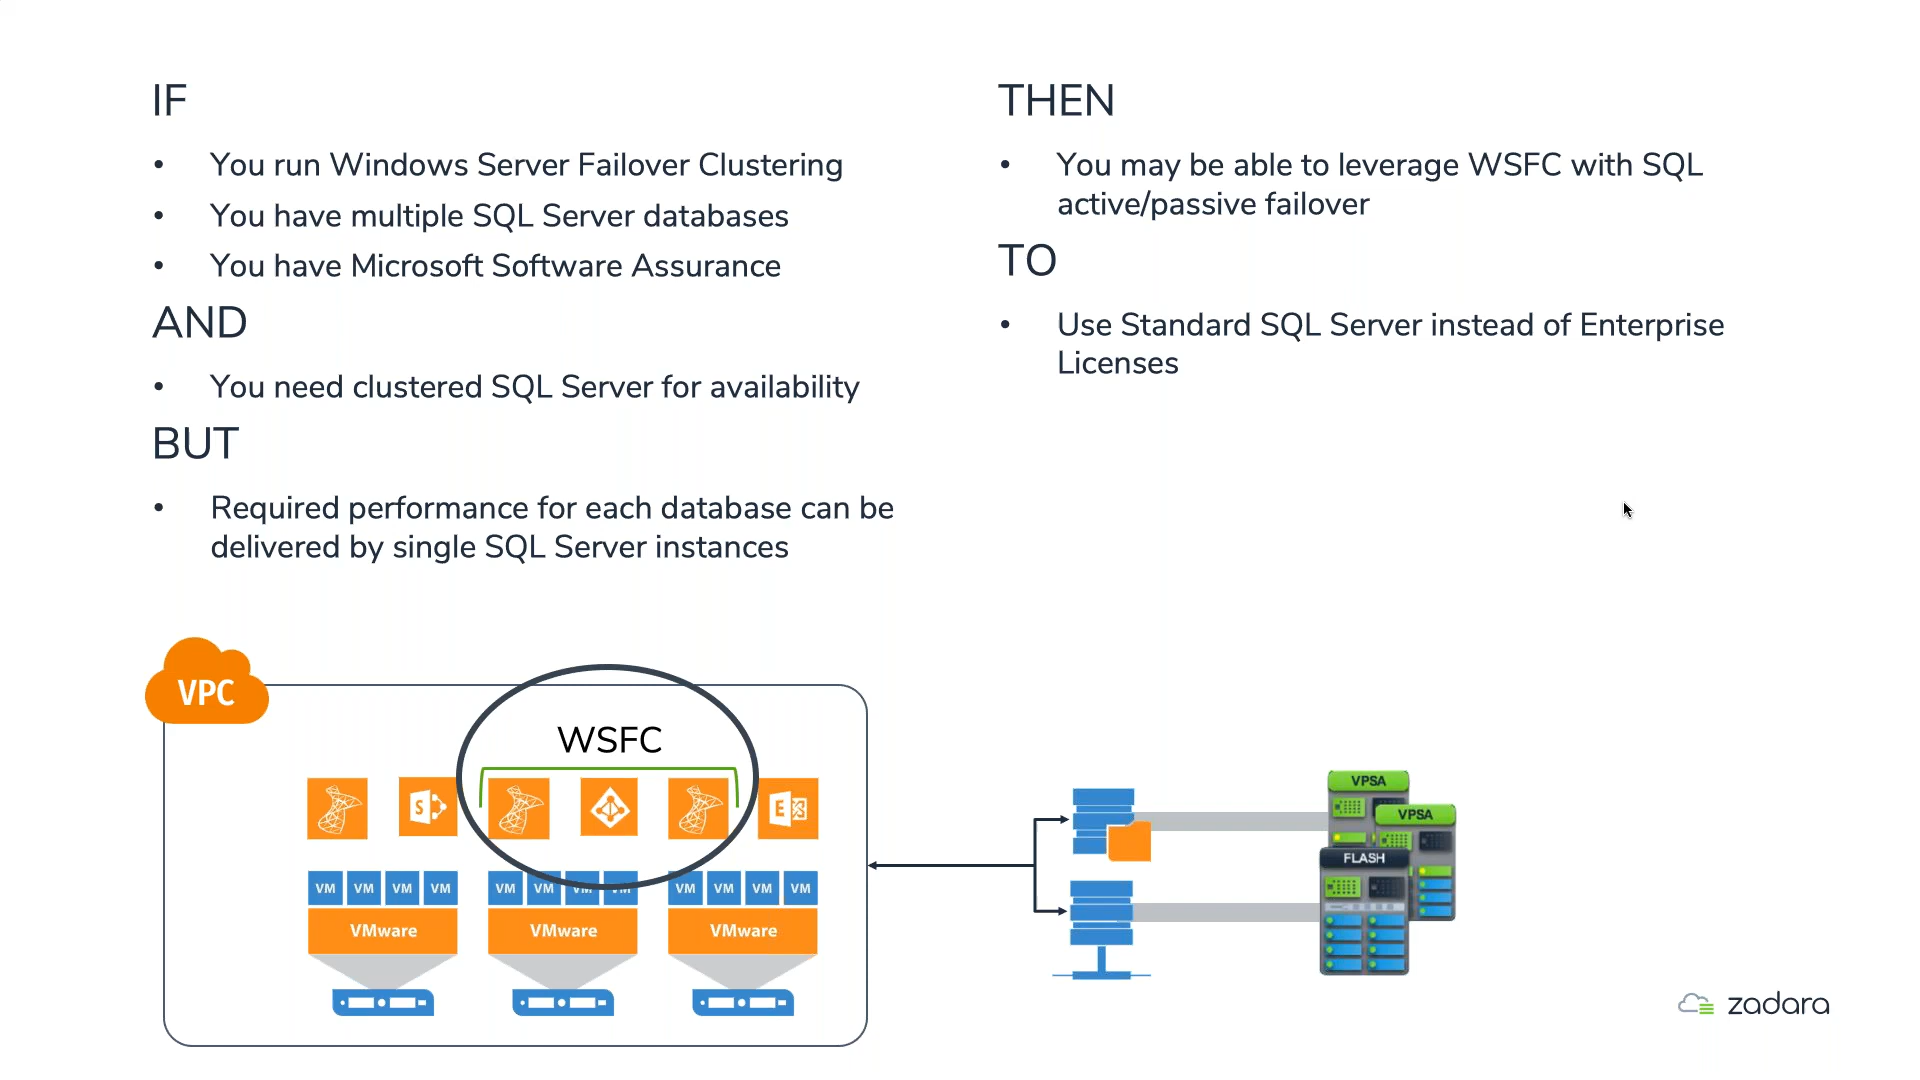 IF
• You run Windows Server Failover Clustering
• You have multiple SQL Server databases
• You have Microsoft Software Assurance
AND
• You need clustered SQL Server for availability
BUT
• Required performance for each database can be
delivered by single SQL Server instances
THEN
• You may be able to leverage WSFC with SQL
active/passive failover
TO
• Use Standard SQL Server instead of Enterprise
Licenses
VPC
WSFC
S
E
VM VM VM VM
VM VM VM VM
VM VM VM VM
VMware
VMware
VMware
VPSA
VPSA
FLASH
zadara